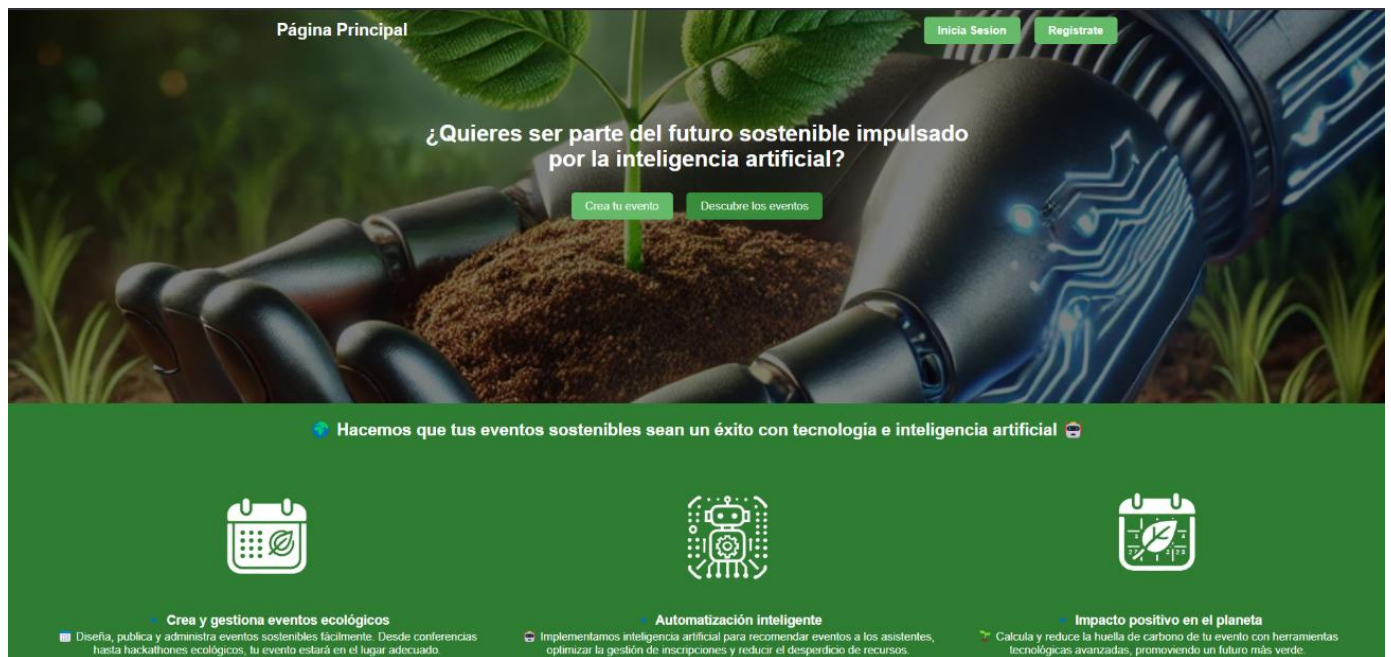 Página Principal
Inicia Sesion
Registrate
¿Quieres ser parte del futuro sostenible impulsado
por la inteligencia artificial?
Crea tu evento
Descubre los eventos
🌍 Hacemos que tus eventos sostenibles sean un éxito con tecnología e inteligencia artificial 🤖
Crea y gestiona eventos ecológicos
Diseña, publica y administra eventos sostenibles fácilmente. Desde conferencias
hasta hackathones ecológicos, tu evento estará en el lugar adecuado.
Automatización inteligente
🤖 Implementamos inteligencia artificial para recomendar eventos a los asistentes,
optimizar la gestión de inscripciones y reducir el desperdicio de recursos.
Impacto positivo en el planeta
🌱 Calcula y reduce la huella de carbono de tu evento con herramientas
tecnológicas avanzadas, promoviendo un futuro más verde.